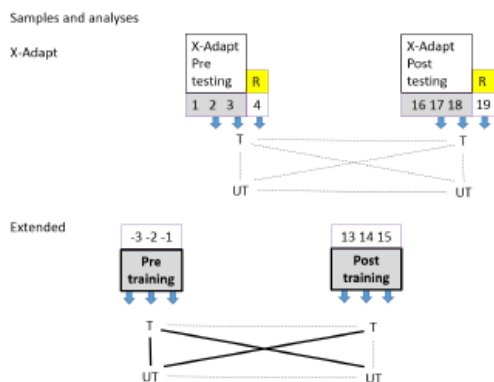 Samples and analyses
X-Adapt
X-Adapt
Pre
testing
R
1 2 3
4
X-Adapt
Post
testing
R
16 17 18
19
T
T
UT
UT
Extended
-3 -2 -1
Pre
training
13 14 15
Post
training
T
T
UT
UT